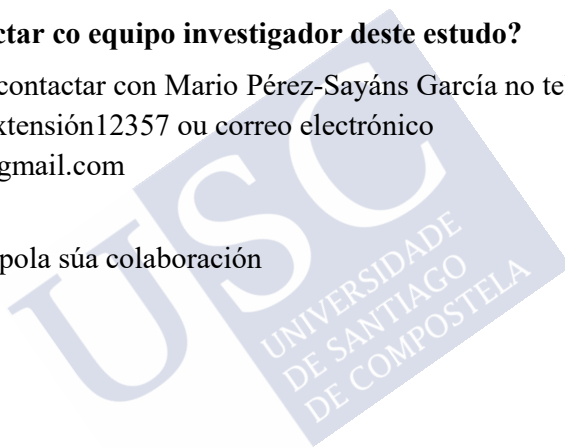 ctar co equipo investigador deste estudo?
contactar con Mario Pérez-Sayáns García no te
xtensión12357 ou correo electrónico
gmail.com
pola súa colaboración
USC
UNIVERSIDADE
DE SANTIAGO
DE COMPOSTELA